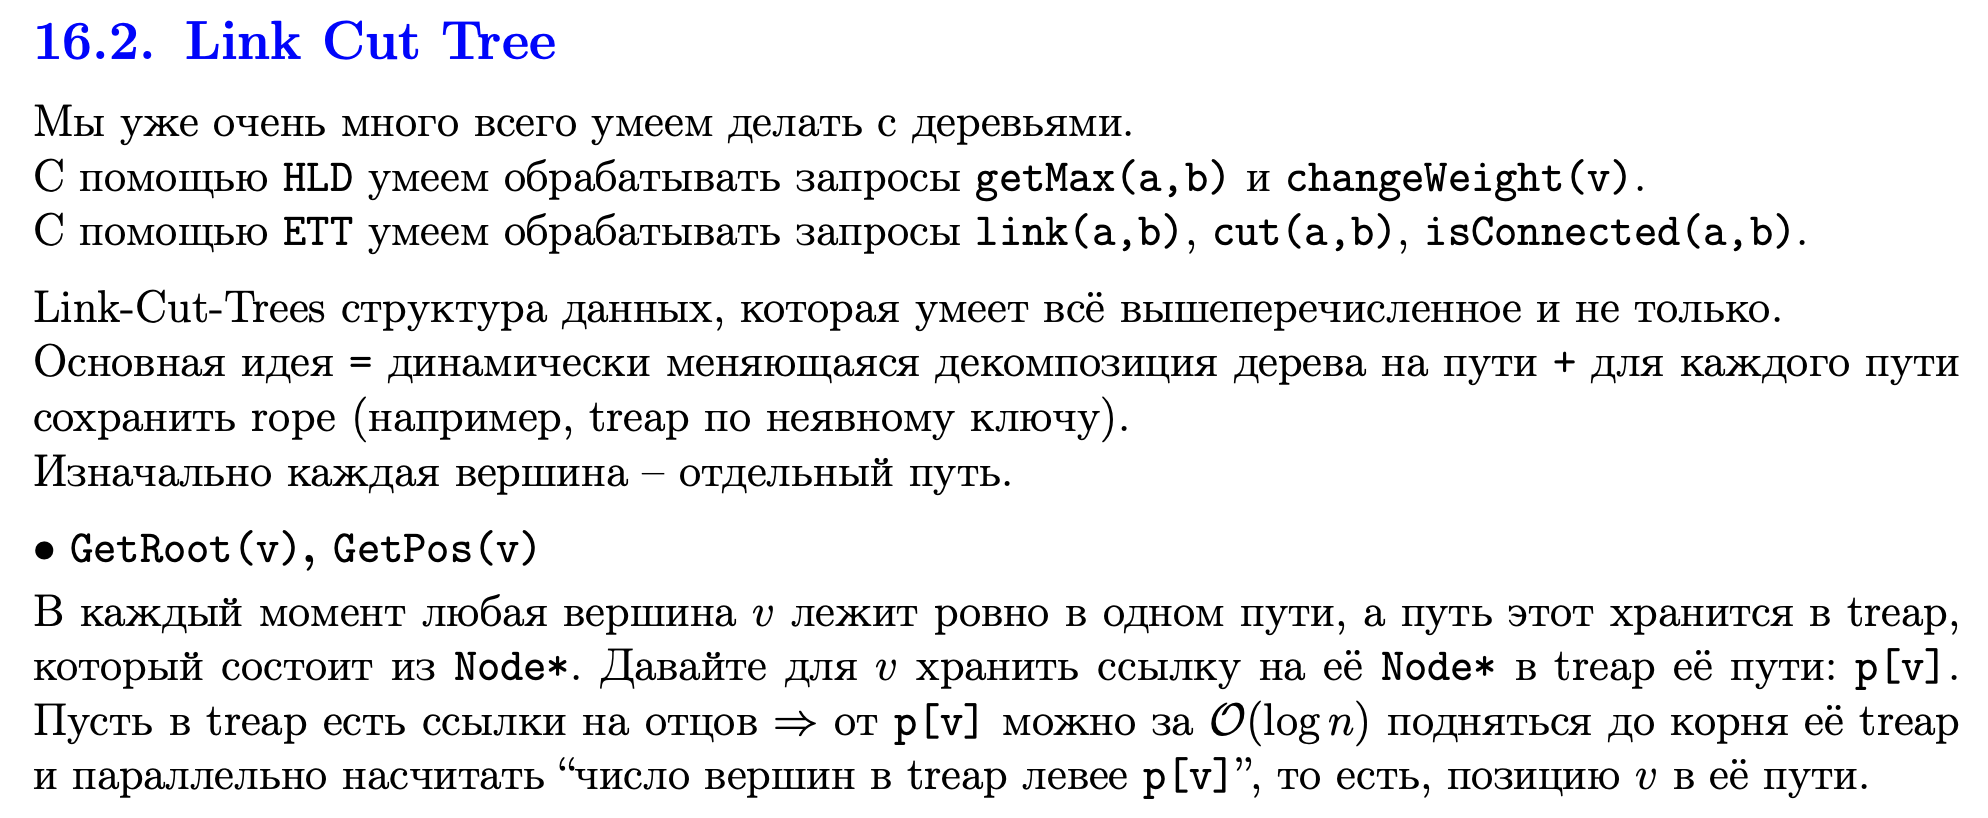 16.2. Link Cut Tree
Мы уже очень много всего умеем делать с деревьями.
С помощью HLD умеем обрабатывать запросы getMax(a,b) и changeWeight(v).
С помощью ETT умеем обрабатывать запросы link(a,b), cut(a,b), isConnected(a,b).
Link-Cut-Trees структура данных, которая умеет всё вышеперечисленное и не только.
Основная идея = динамически меняющаяся декомпозиция дерева на пути + для каждого пути
сохранить rope (например, treap по неявному ключу).
Изначально каждая вершина – отдельный путь.
• GetRoot(v), GetPos(v)
В каждый момент любая вершина v лежит ровно в одном пути, а путь этот хранится в treap,
который состоит из Node*. Давайте для v хранить ссылку на её Node* в treap её пути: p[v].
Пусть в treap есть ссылки на отцов ⇒ от p[v] можно за O(log n) подняться до корня её treap
и параллельно насчитать “число вершин в treap левее p[v]”, то есть, позицию v в её пути.